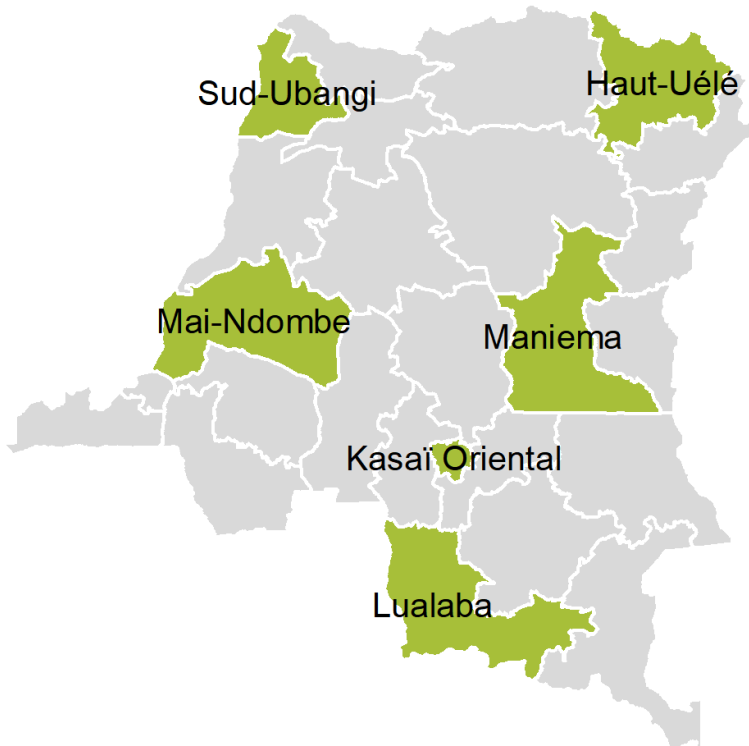 Sud-Ubangi
Haut-Uélé
Mai-Ndombe
Maniema
Kasaï Oriental
Lualaba